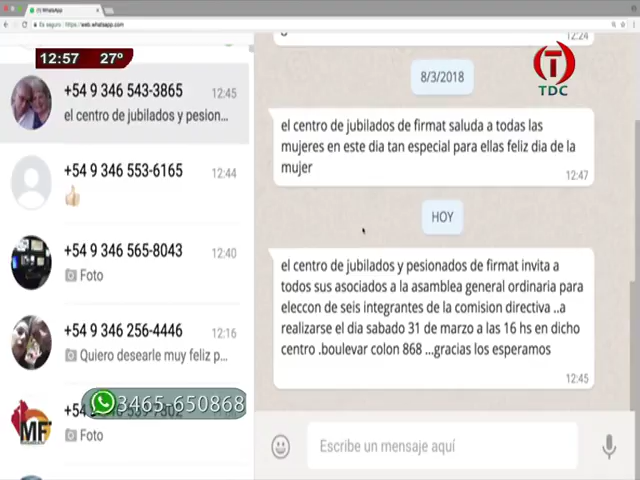 WhatsApp
Es seguro https://web.whatsapp.com
12:57 27°
TDC
+54 9 346 543-3865 12:45
el centro de jubilados y pesion...
+54 9 346 553-6165 12:44
+54 9 346 565-8043 12:40
Foto
+54 9 346 256-4446 12:16
Quiero desearle muy feliz p...
3465-650868
MF
Foto
12:24
8/3/2018
el centro de jubilados de firmat saluda a todas las
mujeres en este dia tan especial para ellas feliz dia de la
mujer
12:47
HOY
el centro de jubilados y pesionados de firmat invita a
todos sus asociados a la asamblea general ordinaria para
eleccon de seis integrantes de la comision directiva ..a
realizarse el dia sabado 31 de marzo a las 16 hs en dicho
centro .boulevar colon 868 ...gracias los esperamos
12:45
Escribe un mensaje aquí